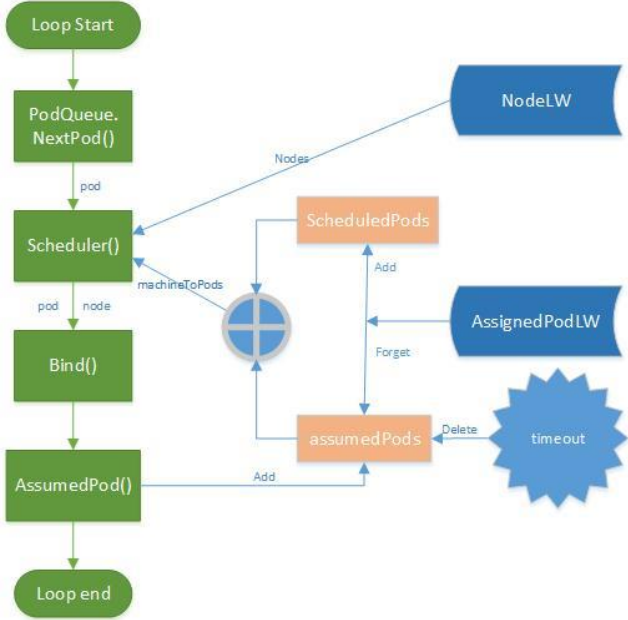 Loop Start
PodQueue.
NextPod()
NodeLW
Nodes
pod
ScheduledPods
Scheduler()
Add
machineToPods
pod node
AssignedPodLW
Forget
Bind()
assumedPods
Delete
timeout
AssumedPod()
Add
Loop end